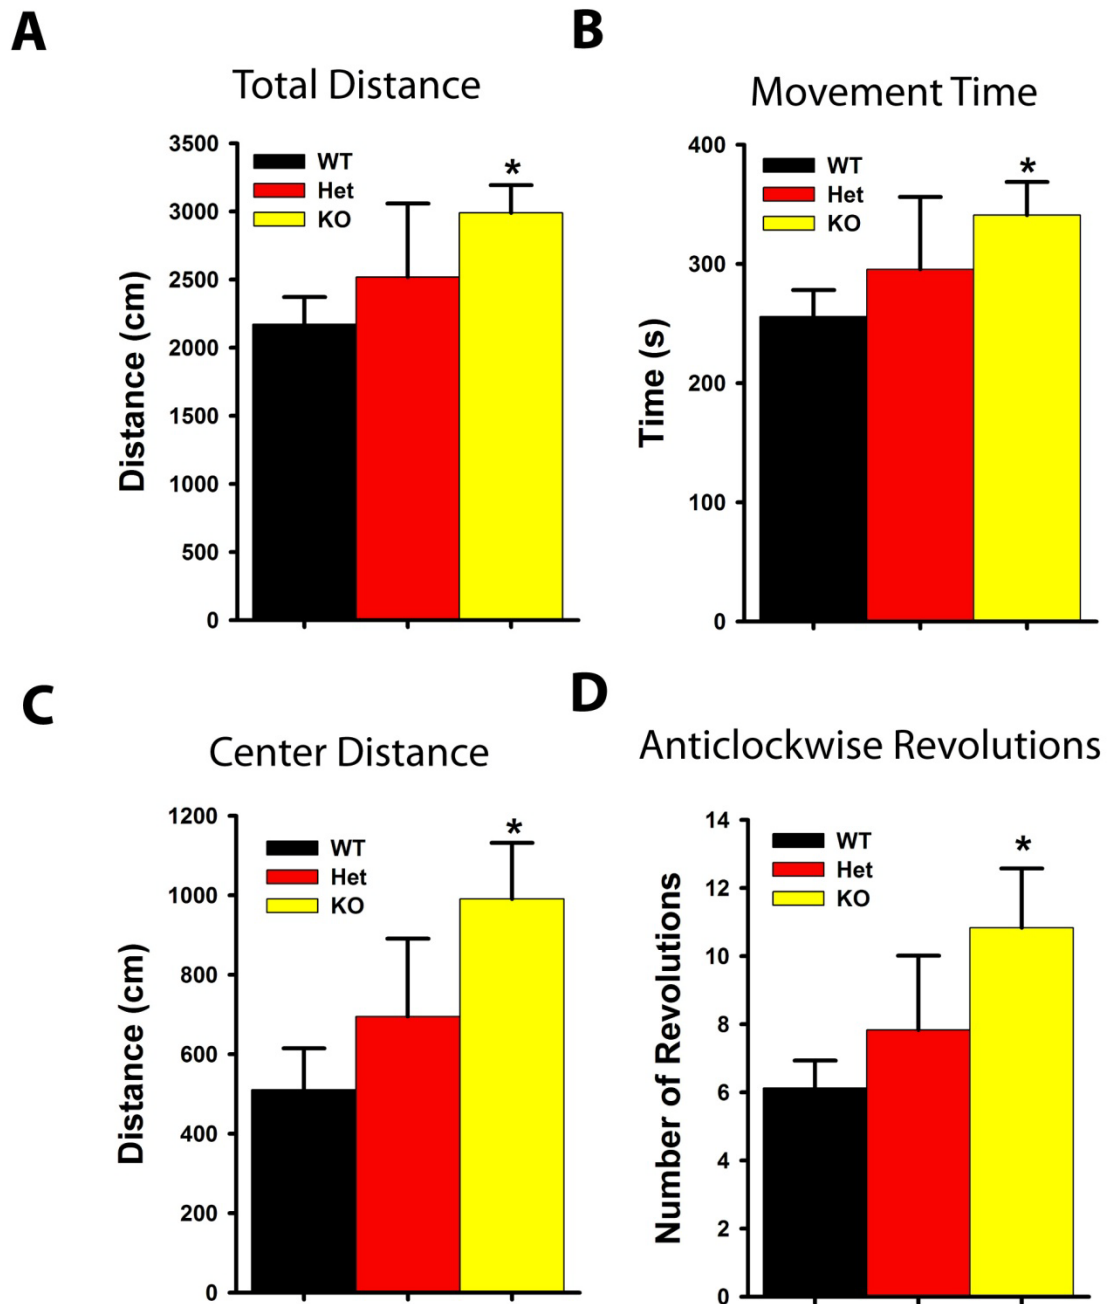 A
Total Distance
3500
3000
2500
2000
1500
1000
500
0
Distance (cm)
WT
Het
KO
*
B
Movement Time
400
300
200
100
0
Time (s)
WT
Het
KO
*
C
Center Distance
1200
1000
800
600
400
200
0
Distance (cm)
WT
Het
KO
*
D
Anticlockwise Revolutions
14
12
10
8
6
4
2
0
Number of Revolutions
WT
Het
KO
*